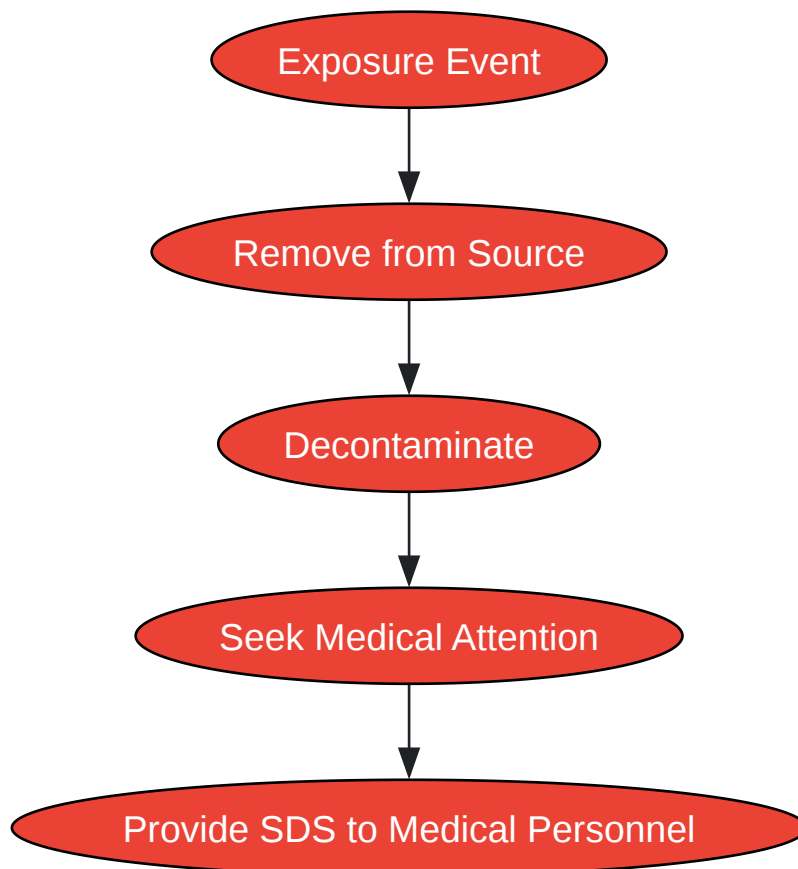 Exposure Event
Remove from Source
Decontaminate
Seek Medical Attention
Provide SDS to Medical Personnel